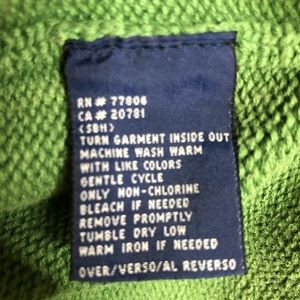 RN# 77806
CA# 20781
<SBH>
TURN GARMENT INSIDE OUT
MACHINE WASH WARM
WITH LIKE COLORS
GENTLE CYCLE
ONLY NON-CHLORINE
BLEACH IF NEEDED
REMOVE PROMPTLY
TUMBLE DRY LOW
WARM IRON IF NEEDED
OVER/VERSO/AL REVERSO